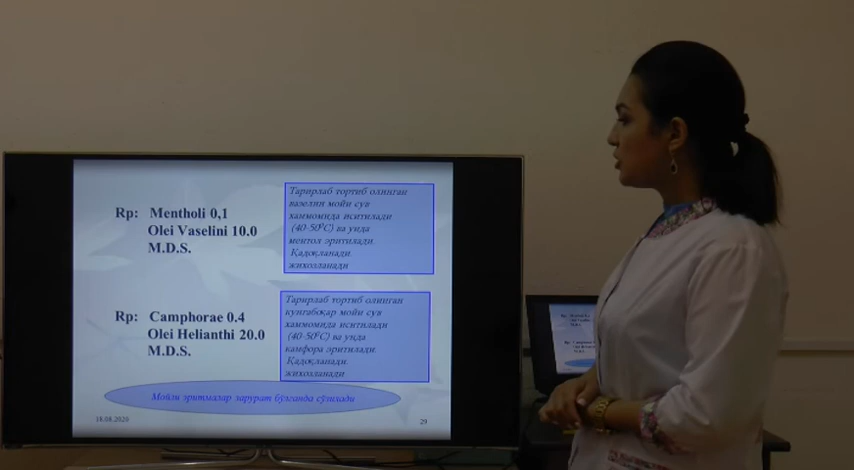 Rp: Mentholi 0,1
Olei Vaselini 10.0
M.D.S.
Тарирлаб тортиб олинган
вазелин мойи сув
хаммомида иситилади
(40-50⁰С) ва унда
ментол эритилади.
Қадоқланади.
жихозланади
Rp: Camphorae 0.4
Olei Helianthi 20.0
M.D.S.
Тарирлаб тортиб олинган
кунгабоқар мойи сув
хаммомида иситилади
(40-50⁰С) ва унда
камфора эритилади.
Қадоқланади.
жихозланади
Мойли эритмалар зарурат бўлганда сўзилади
18.08.2020
29